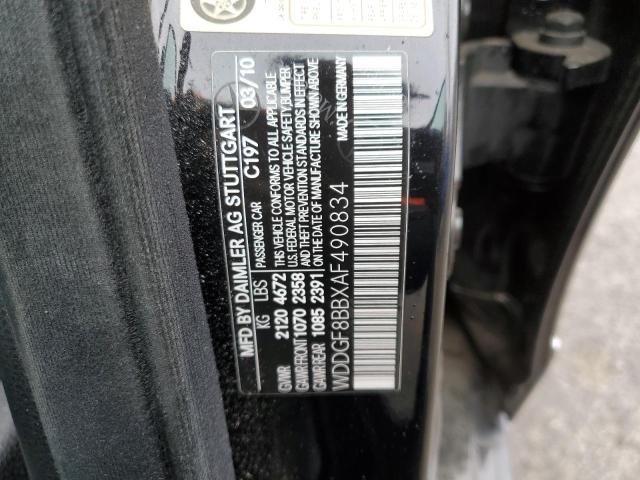 MFD BY DAIMLER AG STUTTGART
PASSENGER CAR C197 03/10
KG LBS
GVWR 2120 4672
GAWR FRONT 1070 2358
GAWR REAR 1085 2391
THIS VEHICLE CONFORMS TO ALL APPLICABLE
U.S. FEDERAL MOTOR VEHICLE SAFETY, BUMPER
AND THEFT PREVENTION STANDARDS IN EFFECT
ON THE DATE OF MANUFACTURE SHOWN ABOVE
MADE IN GERMANY
WDDGF8BBXAF490834